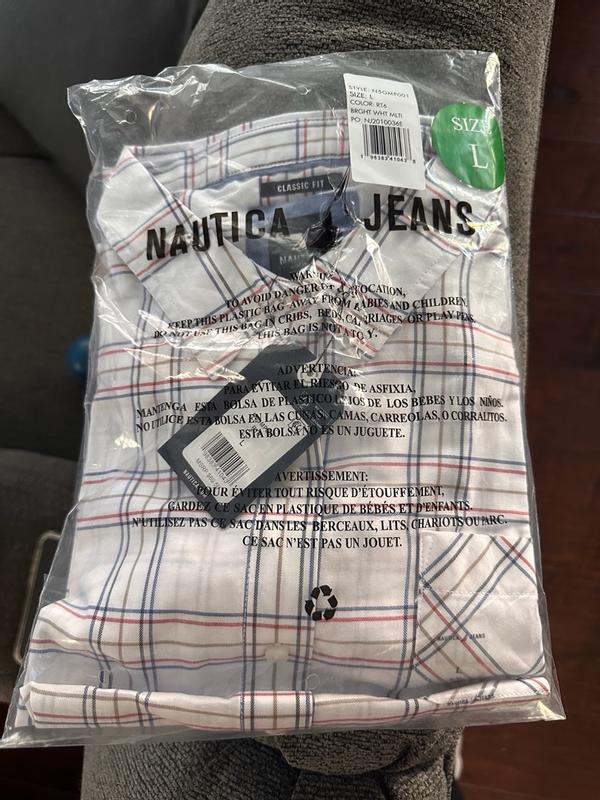 STYLE: N5GMP001
SIZE: L
COLOR: RT6
BRGHT WHT MLTI
PO: NJ2010036E
SIZE
L
CLASSIC FIT
NAUTICA JEANS
WARNING
TO AVOID DANGER OF SUFFOCATION,
KEEP THIS PLASTIC BAG AWAY FROM BABIES AND CHILDREN.
DO NOT USE THIS BAG IN CRIBS, BEDS, CARRIAGES OR PLAY PENS.
THIS BAG IS NOT A TOY.
ADVERTENCIA:
PARA EVITAR EL RIESGO DE ASFIXIA,
MANTENGA ESTA BOLSA DE PLASTICO LEJOS DE LOS BEBES Y LOS NIÑOS.
NO UTILICE ESTA BOLSA EN LAS CUNAS, CAMAS, CARREOLAS, O CORRALITOS.
ESTA BOLSA NO ES UN JUGUETE.
L
AVERTISSEMENT:
POUR ÉVITER TOUT RISQUE D'ÉTOUFFEMENT,
GARDEZ CE SAC EN PLASTIQUE DE BÉBÉS ET D'ENFANTS.
N'UTILISEZ PAS CE SAC DANS LES BERCEAUX, LITS, CHARIOTS OU ARC.
CE SAC N'EST PAS UN JOUET.
NAUTICA JEANS
L